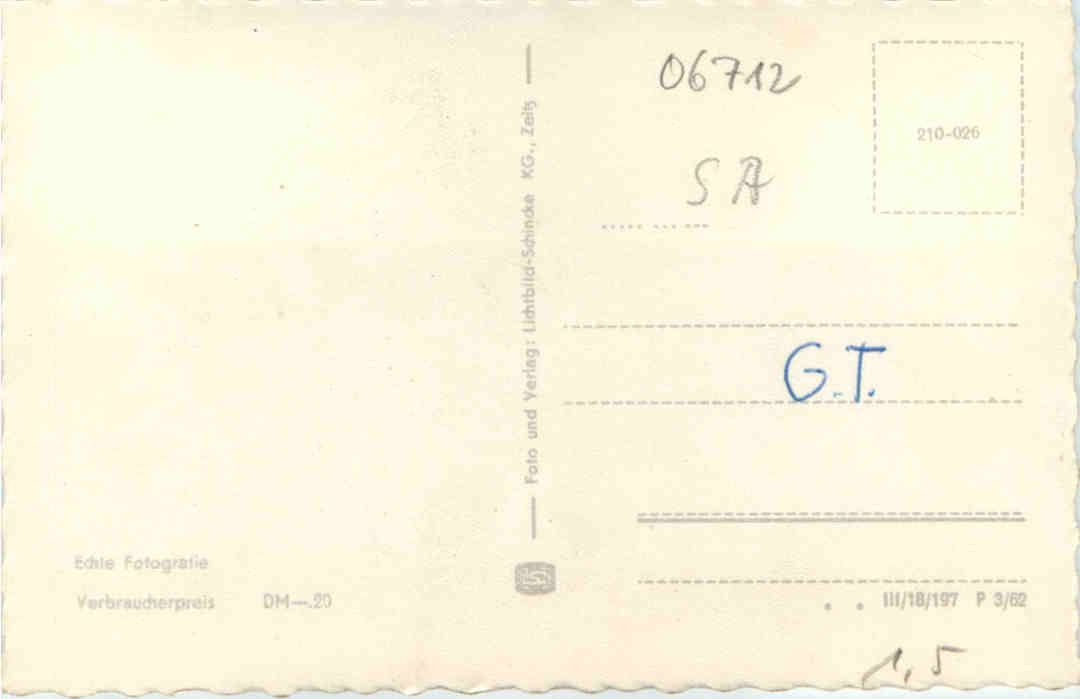 06712
210-026
S A
Foto und Verlag: Lichtbild-Schincke KG., Zeitz
G.T.
Echte Fotografie
Verbraucherpreis DM—.20
III/18/197 P 3/62
1,5